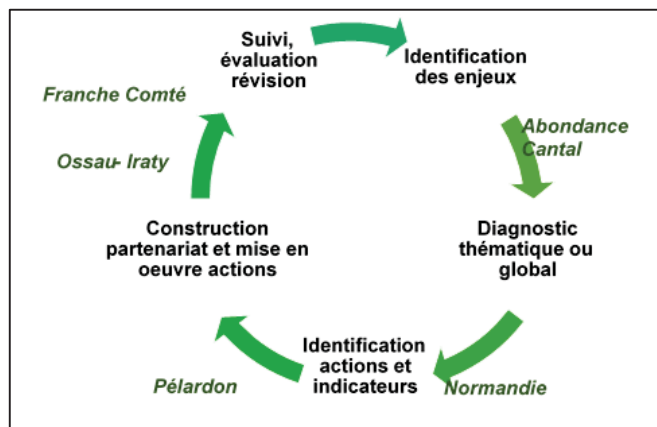 Suivi,
évaluation
révision
Identification
des enjeux
Abondance
Cantal
Diagnostic
thématique ou
global
Normandie
Identification
actions et
indicateurs
Pélardon
Construction
partenariat et mise en
oeuvre actions
Ossau- Iraty
Franche Comté